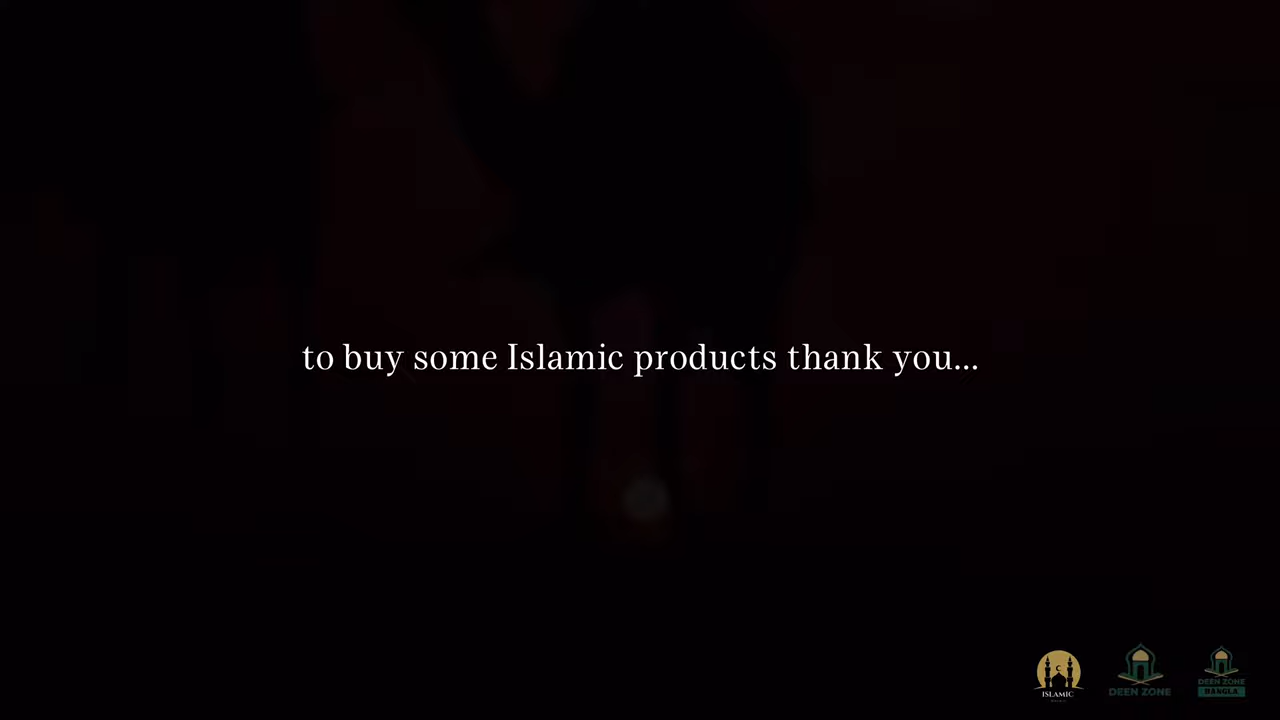 to buy some Islamic products thank you...
ISLAMIC
DEEN ZONE
DEEN ZONE
BANGLA